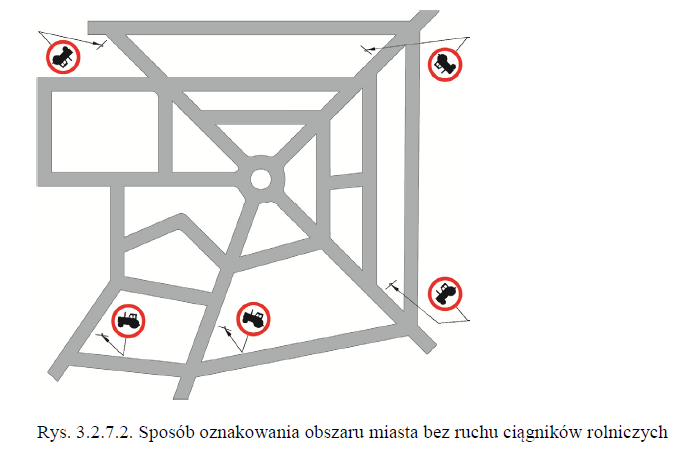 Rys. 3.2.7.2. Sposób oznakowania obszaru miasta bez ruchu ciągników rolniczych